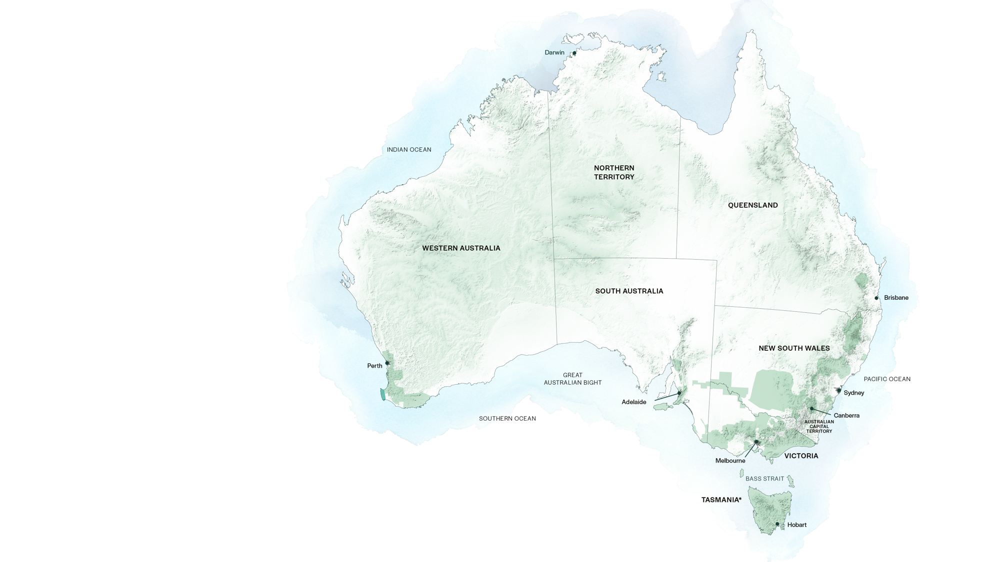 Darwin
INDIAN OCEAN
NORTHERN
TERRITORY
QUEENSLAND
WESTERN AUSTRALIA
SOUTH AUSTRALIA
Brisbane
NEW SOUTH WALES
Perth
GREAT
AUSTRALIAN BIGHT
PACIFIC OCEAN
Sydney
Adelaide
SOUTHERN OCEAN
Canberra
AUSTRALIAN
CAPITAL
TERRITORY
VICTORIA
Melbourne
BASS STRAIT
TASMANIA*
Hobart